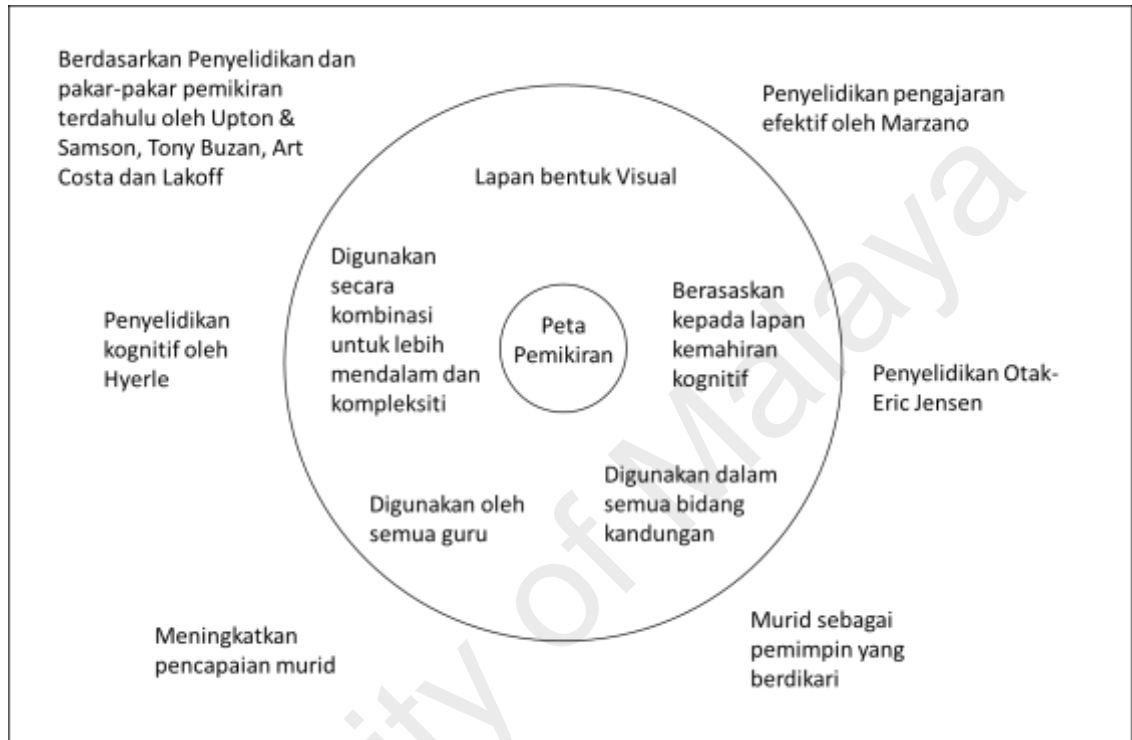 Berdasarkan Penyelidikan dan
pakar-pakar pemikiran
terdahulu oleh Upton &
Samson, Tony Buzan, Art
Costa dan Lakoff
Penyelidikan pengajaran
efektif oleh Marzano
Lapan bentuk Visual
Digunakan
secara
kombinasi
untuk lebih
mendalam dan
kompleksiti
Peta
Pemikiran
Berasaskan
kepada lapan
kemahiran
kognitif
Penyelidikan
kognitif oleh
Hyerle
Penyelidikan Otak-
Eric Jensen
Digunakan oleh
semua guru
Digunakan dalam
semua bidang
kandungan
Meningkatkan
pencapaian murid
Murid sebagai
pemimpin yang
berdikari
ity of Malaya